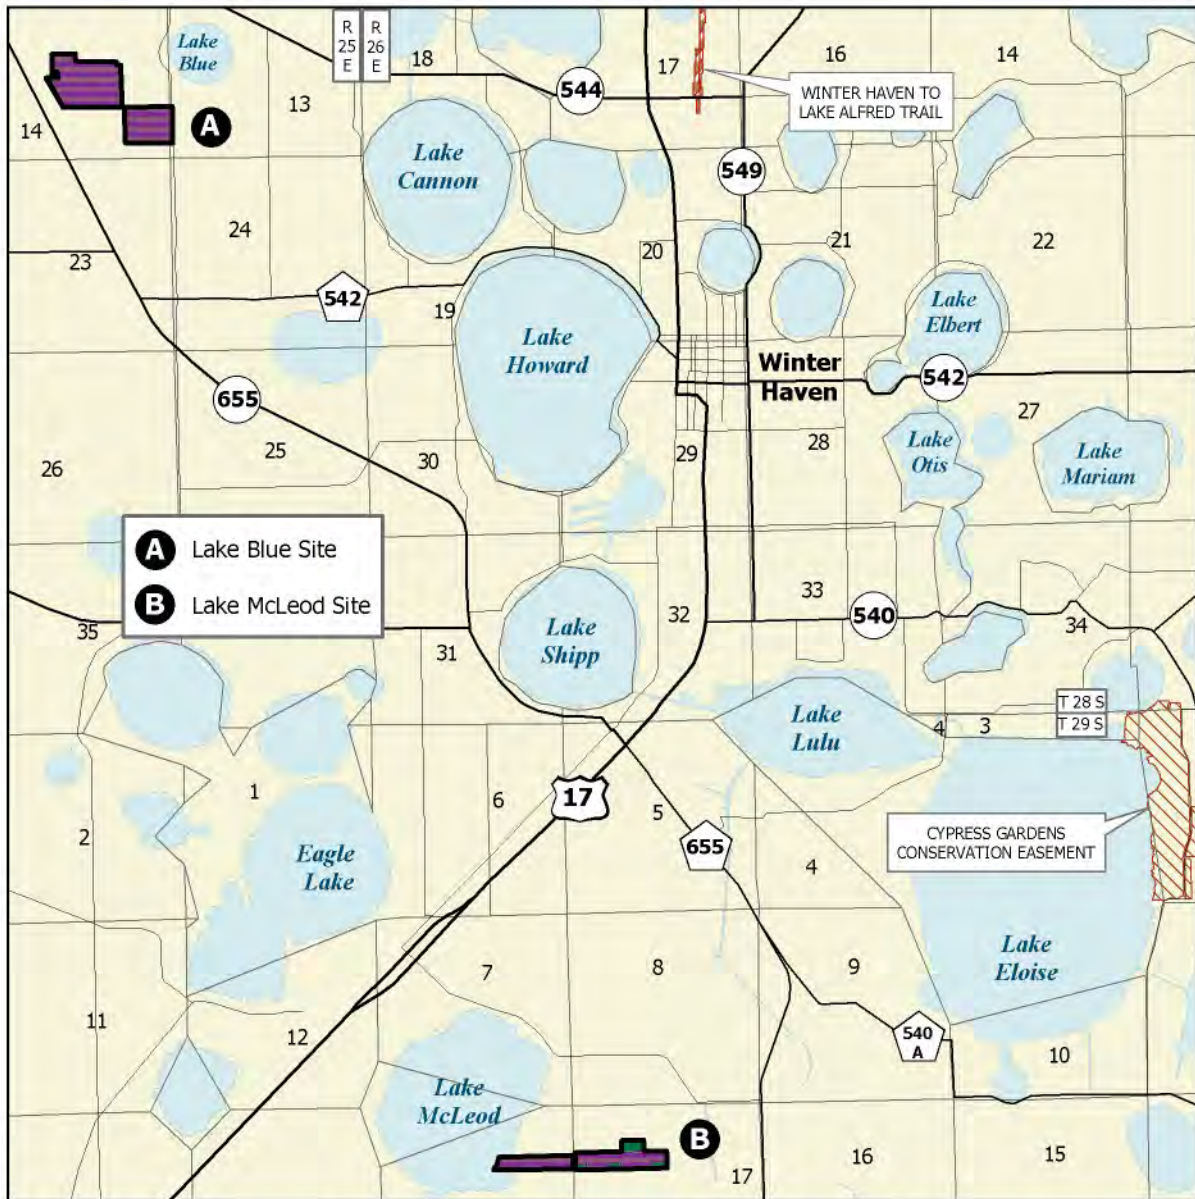 Lake
Blue
R
25
E
R
26
E
18
17
16
14
544
WINTER HAVEN TO
LAKE ALFRED TRAIL
13
14
A
Lake
Cannon
549
24
23
20
21
22
542
19
Lake
Howard
Lake
Elbert
Winter
Haven
542
655
27
25
30
29
28
26
Lake
Otis
Lake
Mariam
A Lake Blue Site
B Lake McLeod Site
33
540
32
35
31
34
Lake
Shipp
T 28 S
T 29 S
Lake
Lulu
4
3
1
6
17
5
2
655
4
CYPRESS GARDENS
CONSERVATION EASEMENT
Eagle
Lake
Lake
Eloise
7
8
9
11
12
540
A
10
Lake
McLeod
B
17
16
15